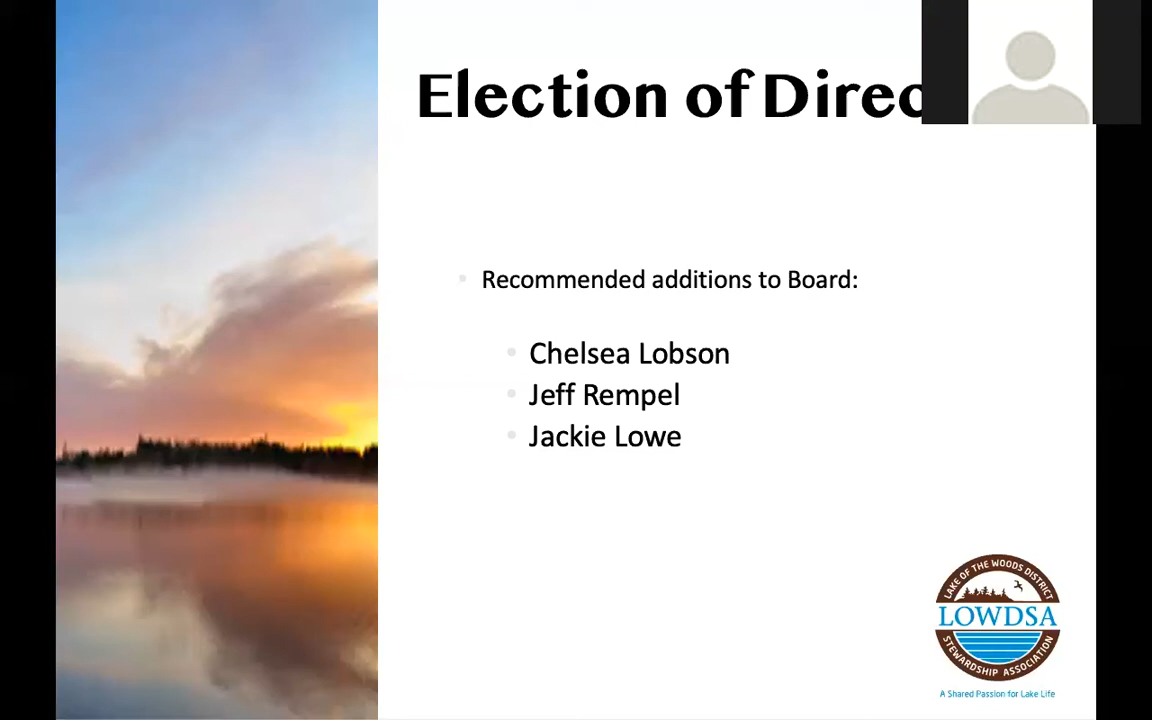 Election of Direc
Recommended additions to Board:
Chelsea Lobson
Jeff Rempel
Jackie Lowe
LAKE OF THE WOODS DISTRICT
LOWDSA
STEWARDSHIP ASSOCIATION
A Shared Passion for Lake Life